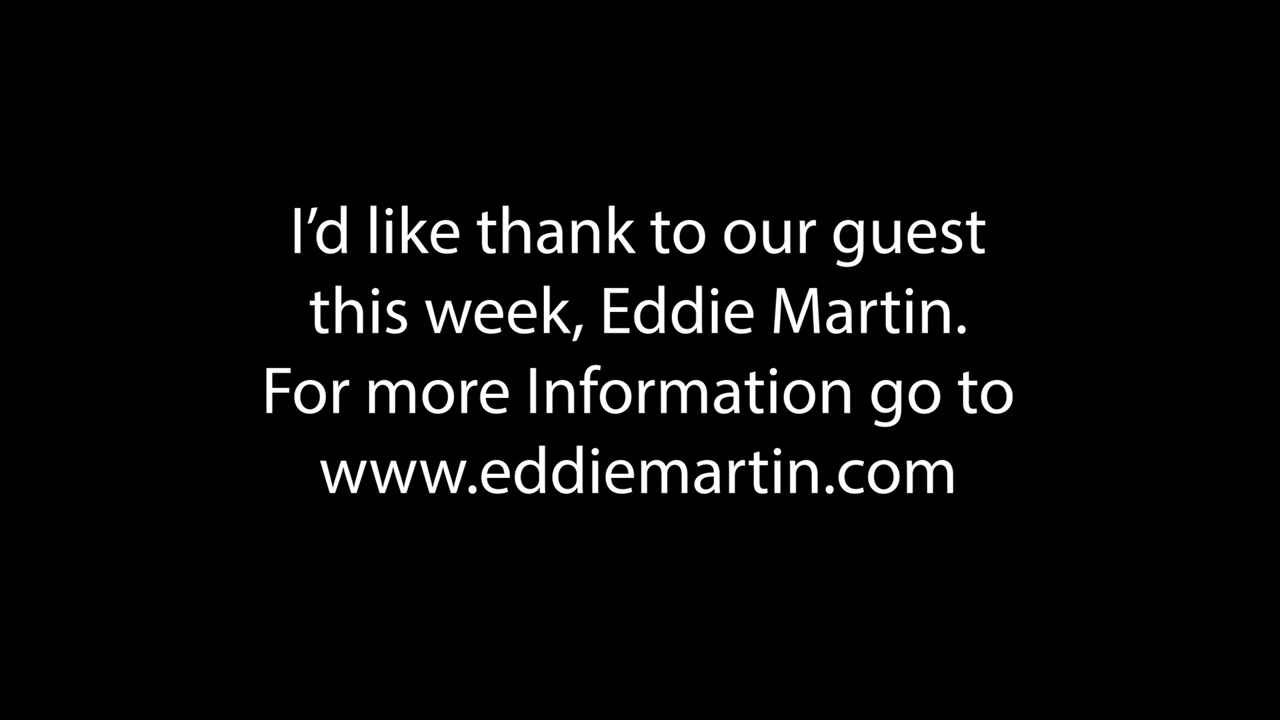 I’d like thank to our guest
this week, Eddie Martin.
For more Information go to
www.eddiemartin.com